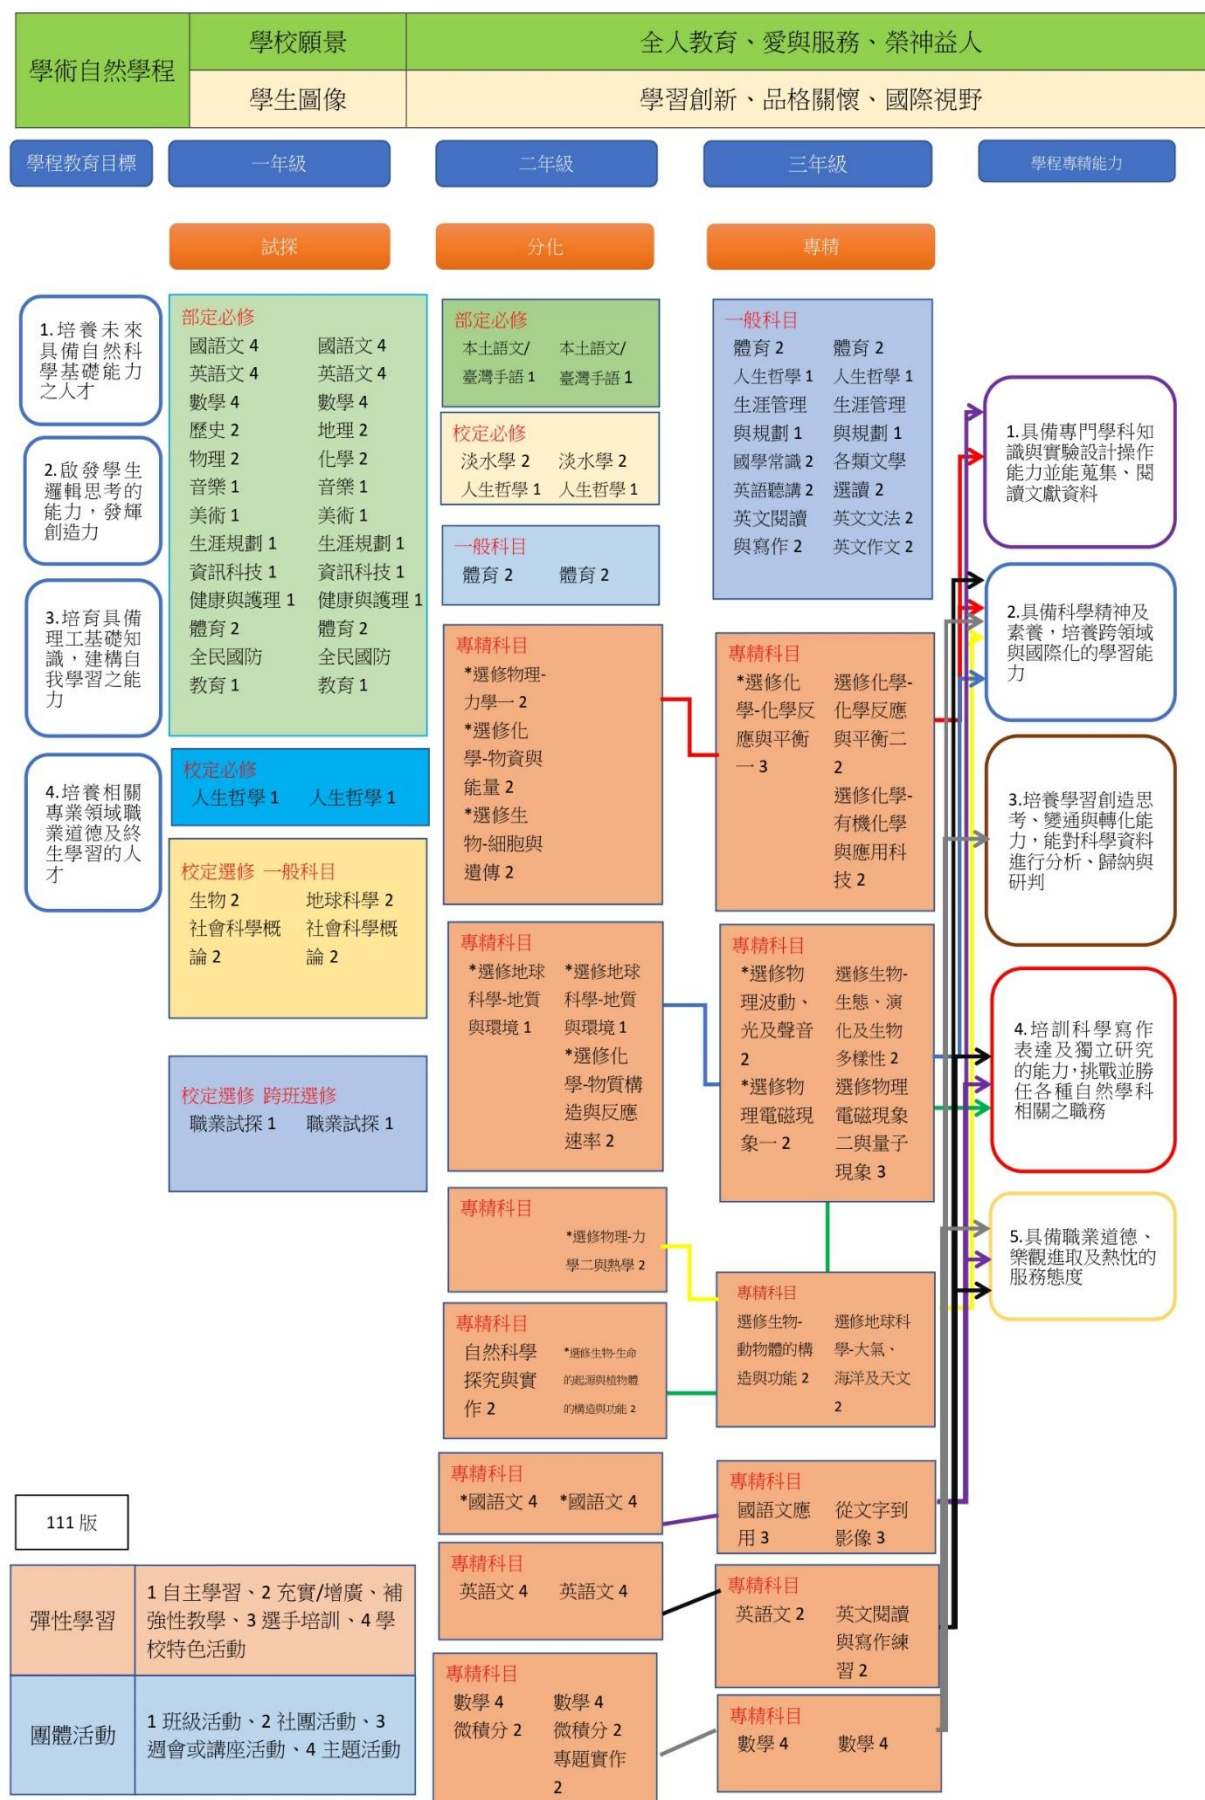 學術自然學程
學校願景
全人教育、愛與服務、榮神益人
學生圖像
學習創新、品格關懷、國際視野
學程教育目標
一年級
二年級
三年級
學程專精能力
試探
分化
專精
1.培養未來
具備自然科
學基礎能力
之人才
2.啟發學生
邏輯思考的
能力，發輝
創造力
3.培育具備
理工基礎知
識，建構自
我學習之能
力
4.培養相關
專業領域職
業道德及終
生學習的人
才
部定必修
國語文 4 國語文 4
英語文 4 英語文 4
數學 4 數學 4
歷史 2 地理 2
物理 2 化學 2
音樂 1 音樂 1
美術 1 美術 1
生涯規劃 1 生涯規劃 1
資訊科技 1 資訊科技 1
健康與護理 1 健康與護理 1
體育 2 體育 2
全民國防 全民國防
教育 1 教育 1
校定必修
人生哲學 1 人生哲學 1
校定選修 一般科目
生物 2 地球科學 2
社會科學概 社會科學概
論 2 論 2
校定選修 跨班選修
職業試探 1 職業試探 1
部定必修
本土語文/ 本土語文/
臺灣手語 1 臺灣手語 1
校定必修
淡水學 2 淡水學 2
人生哲學 1 人生哲學 1
一般科目
體育 2 體育 2
專精科目
*選修物理-
力學一 2
*選修化
學-物資與
能量 2
*選修生
物-細胞與
遺傳 2
專精科目
*選修地球 *選修地球
科學-地質 科學-地質
與環境 1 與環境 1
*選修化
學-物質構
造與反應
速率 2
專精科目
*選修物理-力
學二與熱學 2
專精科目
自然科學
探究與實
作 2
*選修生物-生命
的起源與植物體
的構造與功能 2
專精科目
*國語文 4 *國語文 4
專精科目
英語文 4 英語文 4
專精科目
數學 4 數學 4
微積分 2 微積分 2
專題實作
2
一般科目
體育 2 體育 2
人生哲學 1 人生哲學 1
生涯管理 生涯管理
與規劃 1 與規劃 1
國學常識 2 各類文學
英語聽講 2 選讀 2
英文閱讀 英文文法 2
與寫作 2 英文作文 2
專精科目
*選修化 選修化學-
學-化學反 化學反應
應與平衡 與平衡二
一 3 2
選修化學-
有機化學
與應用科
技 2
專精科目
*選修物 選修生物-
理波動、 生態、演
光及聲音 化及生物
2 多樣性 2
*選修物 選修物理
理電磁現 電磁現象
象一 2 二與量子
現象 3
專精科目
選修生物- 選修地球科
動物體的構 學-大氣、
造與功能 2 海洋及天文
2
專精科目
國語文應 從文字到
用 3 影像 3
專精科目
英語文 2 英文閱讀
與寫作練
習 2
專精科目
數學 4 數學 4
1.具備專門學科知
識與實驗設計操作
能力並能蒐集、閱
讀文獻資料
2.具備科學精神及
素養，培養跨領域
與國際化的學習能
力
3.培養學習創造思
考、變通與轉化能
力，能對科學資料
進行分析、歸納與
研判
4.培訓科學寫作
表達及獨立研究
的能力，挑戰並勝
任各種自然學科
相關之職務
5.具備職業道德、
樂觀進取及熱忱的
服務態度
111 版
彈性學習
1 自主學習、2 充實/增廣、補
強性教學、3 選手培訓、4 學
校特色活動
團體活動
1 班級活動、2 社團活動、3
週會或講座活動、4 主題活動